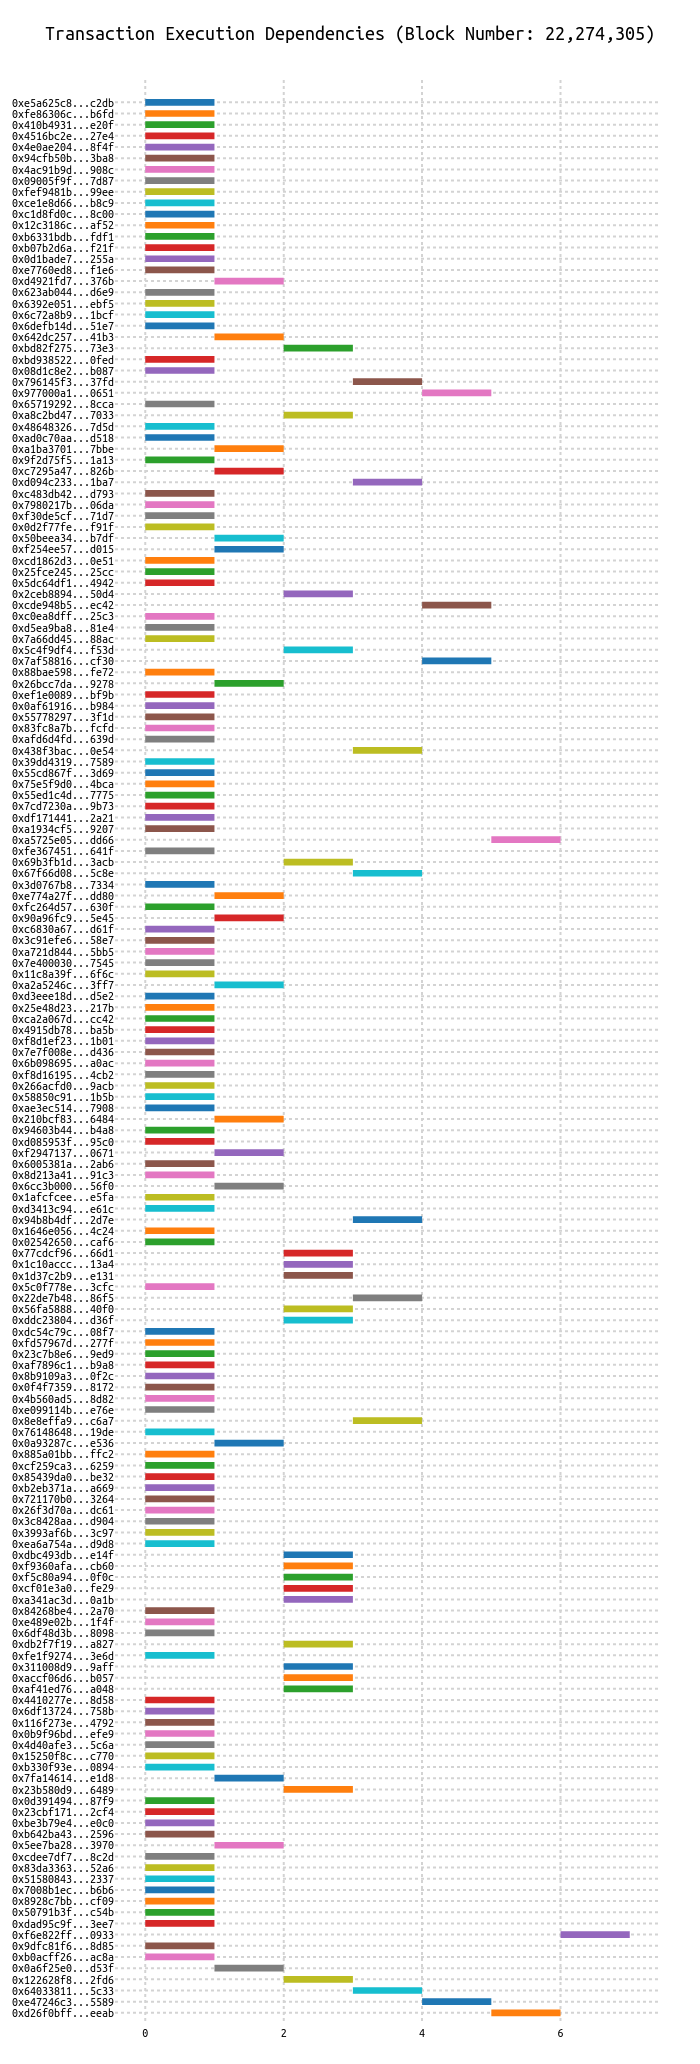 Transaction Execution Dependencies (Block Number: 22,274,305)
0xe5a625c8...c2db
0xfe86306c...b6fd
0x410b4931...e20f
0x4516bc2e...27e4
0x4e0ae204...8f4f
0x94cfb50b...3ba8
0x4ac91b9d...908c
0x09005f9f...7d87
0xfef9481b...99ee
0xce1e8d66...b8c9
0xc1d8fd0c...8c00
0x12c3186c...af52
0xb6331bdb...fdf1
0xb07b2d6a...f21f
0x0d1bade7...255a
0xe7760ed8...f1e6
0xd4921fd7...376b
0x623ab044...d6e9
0x6392e051...ebf5
0x6c72a8b9...1bcf
0x6defb14d...51e7
0x642dc257...41b3
0xbd82f275...73e3
0xbd938522...0fed
0x08d1c8e2...b087
0x796145f3...37fd
0x977000a1...0651
0x65719292...8cca
0xa8c2bd47...7033
0x48648326...7d5d
0xad0c70aa...d518
0xa1ba3701...7bbe
0x9f2d75f5...1a13
0xc7295a47...826b
0xd094c233...1ba7
0xc483db42...d793
0x7980217b...06da
0xf30de5cf...71d7
0x0d2f77fe...f91f
0x50beea34...b7df
0xf254ee57...d015
0xcd1862d3...0e51
0x25fce245...25cc
0x5dc64df1...4942
0x2ceb8894...50d4
0xcde948b5...ec42
0xc0ea8dff...25c3
0xd5ea9ba8...81e4
0x7a66dd45...88ac
0x5c4f9df4...f53d
0x7af58816...cf30
0x88bae598...fe72
0x26bcc7da...9278
0xef1e0089...bf9b
0x0af61916...b984
0x55778297...3f1d
0x83fc8a7b...fcfd
0xafd6d4fd...639d
0x438f3bac...0e54
0x39dd4319...7589
0x55cd867f...3d69
0x75e5f9d0...4bca
0x55ed1c4d...7775
0x7cd7230a...9b73
0xdf171441...2a21
0xa1934cf5...9207
0xa5725e05...dd66
0xfe367451...641f
0x69b3fb1d...3acb
0x67f66d08...5c8e
0x3d0767b8...7334
0xe774a27f...dd80
0xfc264d57...630f
0x90a96fc9...5e45
0xc6830a67...d61f
0x3c91efe6...58e7
0xa721d844...5bb5
0x7e400030...7545
0x11c8a39f...6f6c
0xa2a5246c...3ff7
0xd3eee18d...d5e2
0x25e48d23...217b
0xca2a067d...cc42
0x4915db78...ba5b
0xf8d1ef23...1b01
0x7e7f008e...d436
0x6b098695...a0ac
0xf8d16195...4cb2
0x266acfd0...9acb
0x58850c91...1b5b
0xae3ec514...7908
0x210bcf83...6484
0x94603b44...b4a8
0xd085953f...95c0
0xf2947137...0671
0x6005381a...2ab6
0x8d213a41...91c3
0x6cc3b000...56f0
0x1afcfcee...e5fa
0xd3413c94...e61c
0x94b8b4df...2d7e
0x1646e056...4c24
0x02542650...caf6
0x77cdcf96...66d1
0x1c10accc...13a4
0x1d37c2b9...e131
0x5c0f778e...3cfc
0x22de7b48...86f5
0x56fa5888...40f0
0xddc23804...d36f
0xdc54c79c...08f7
0xfd57967d...277f
0x23c7b8e6...9ed9
0xaf7896c1...b9a8
0x8b9109a3...0f2c
0x0f4f7359...8172
0x4b560ad5...8d82
0xe099114b...e76e
0x8e8effa9...c6a7
0x76148648...19de
0x0a93287c...e536
0x885a01bb...ffc2
0xcf259ca3...6259
0x85439da0...be32
0xb2eb371a...a669
0x721170b0...3264
0x26f3d70a...dc61
0x3c8428aa...d904
0x3993af6b...3c97
0xea6a754a...d9d8
0xdbc493db...e14f
0xf9360afa...cb60
0xf5c80a94...0f0c
0xcf01e3a0...fe29
0xa341ac3d...0a1b
0x84268be4...2a70
0xe489e02b...1f4f
0x6df48d3b...8098
0xdb2f7f19...a827
0xfe1f9274...3e6d
0x311008d9...9aff
0xaccf06d6...b057
0xaf41ed76...a048
0x4410277e...8d58
0x6df13724...758b
0x116f273e...4792
0x0b9f96bd...efe9
0x4d40afe3...5c6a
0x15250f8c...c770
0xb330f93e...0894
0x7fa14614...e1d8
0x23b580d9...6489
0x0d391494...87f9
0x23cbf171...2cf4
0xbe3b79e4...e0c0
0xb642ba43...2596
0x5ee7ba28...3970
0xcdee7df7...8c2d
0x83da3363...52a6
0x51580843...2337
0x7008b1ec...b6b6
0x8928c7bb...cf09
0x50791b3f...c54b
0xdad95c9f...3ee7
0xf6e822ff...0933
0x9dfc81f6...8d85
0xb0acff26...ac8a
0x0a6f25e0...d53f
0x122628f8...2fd6
0x64033811...5c33
0xe47246c3...5589
0xd26f0bff...eeab
0 2 4 6